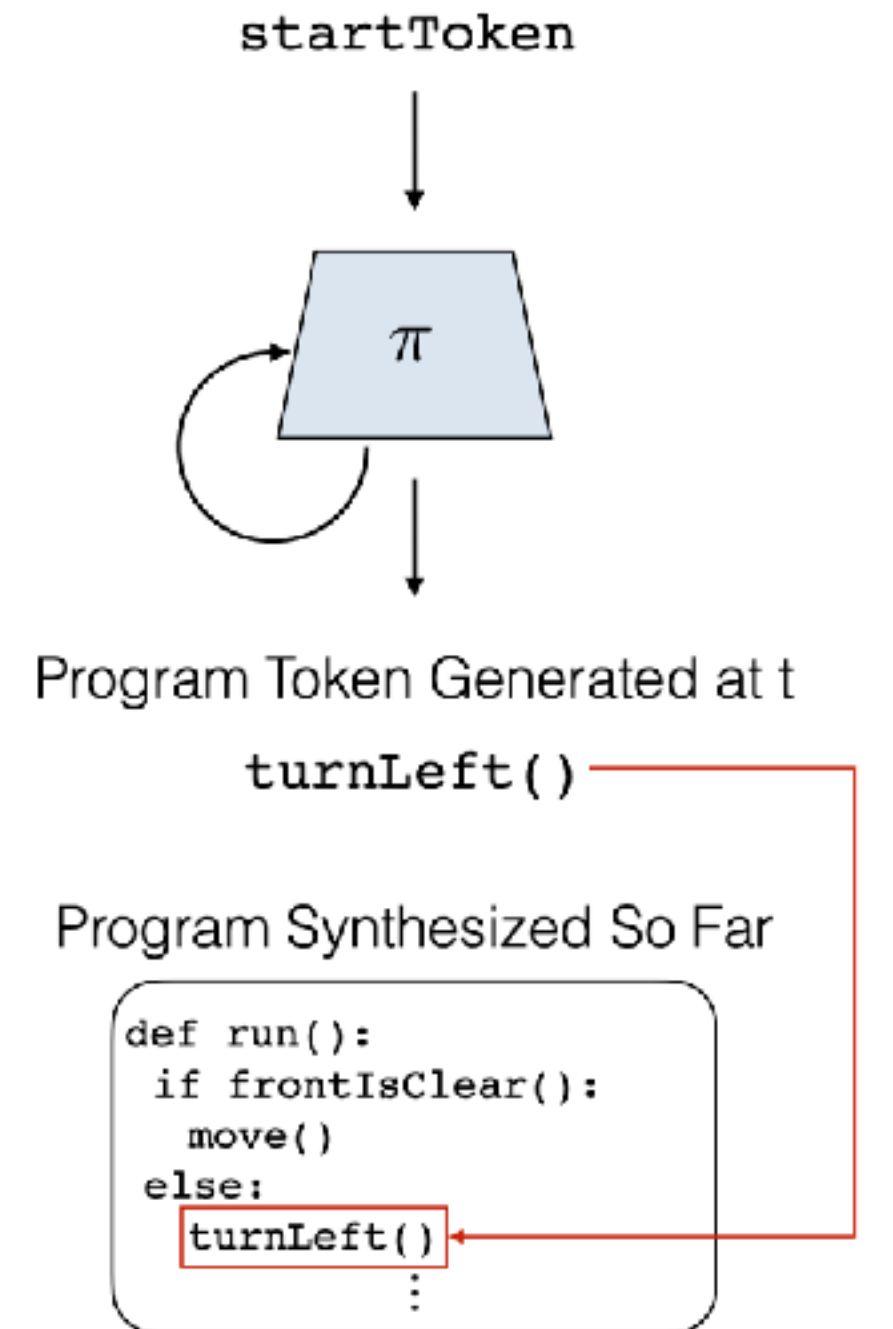 startToken
π
Program Token Generated at t
turnLeft()
Program Synthesized So Far
def run():
if frontIsClear():
move()
else:
turnLeft()
⋮